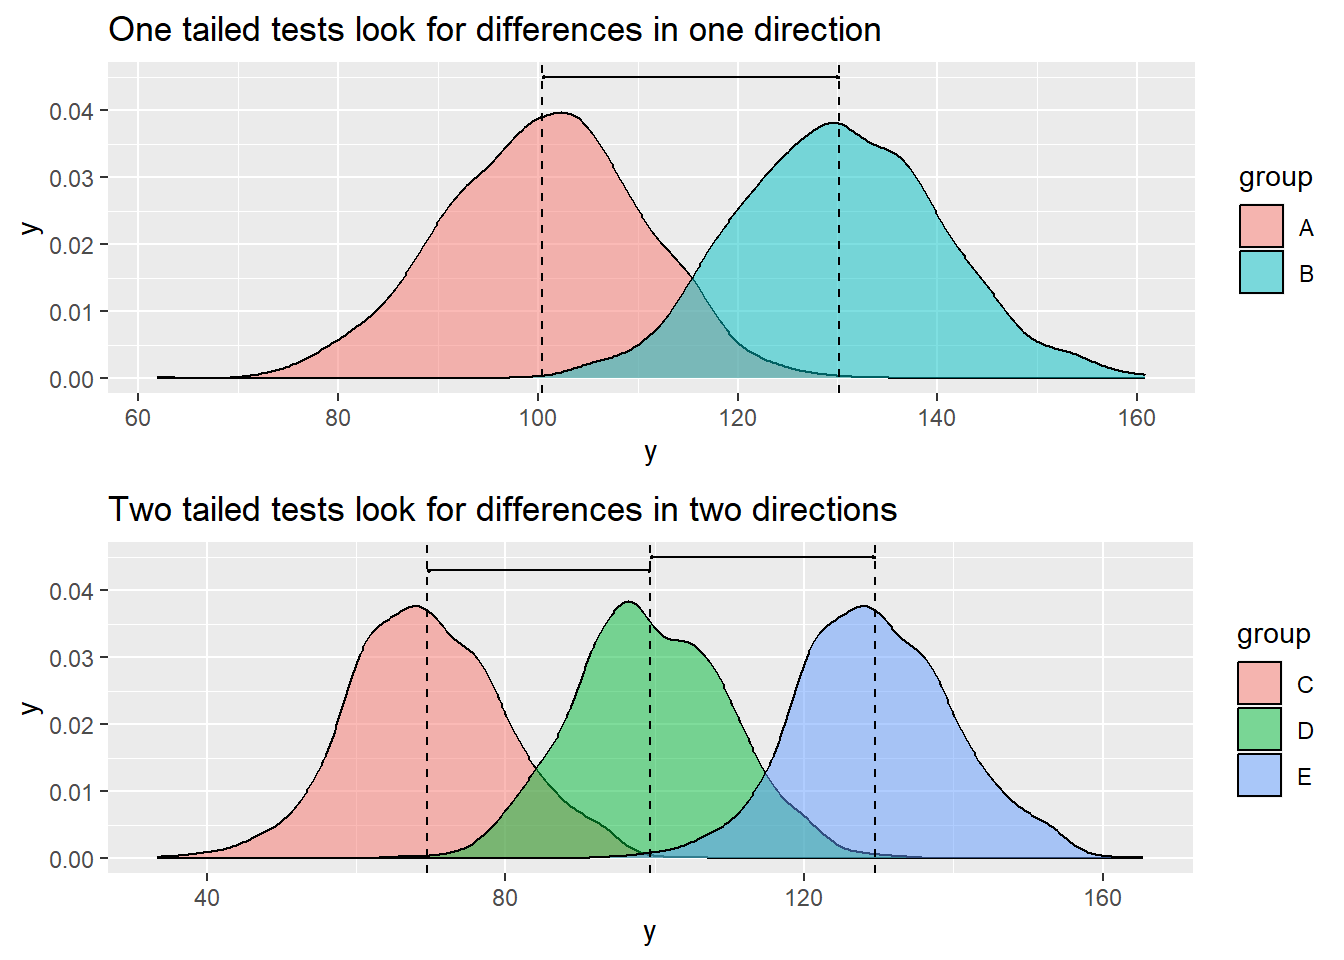 One tailed tests look for differences in one direction
0.04
0.03
0.02
0.01
0.00
y
60 80 100 120 140 160
y
group
A
B
Two tailed tests look for differences in two directions
0.04
0.03
0.02
0.01
0.00
y
40 80 120 160
y
group
C
D
E